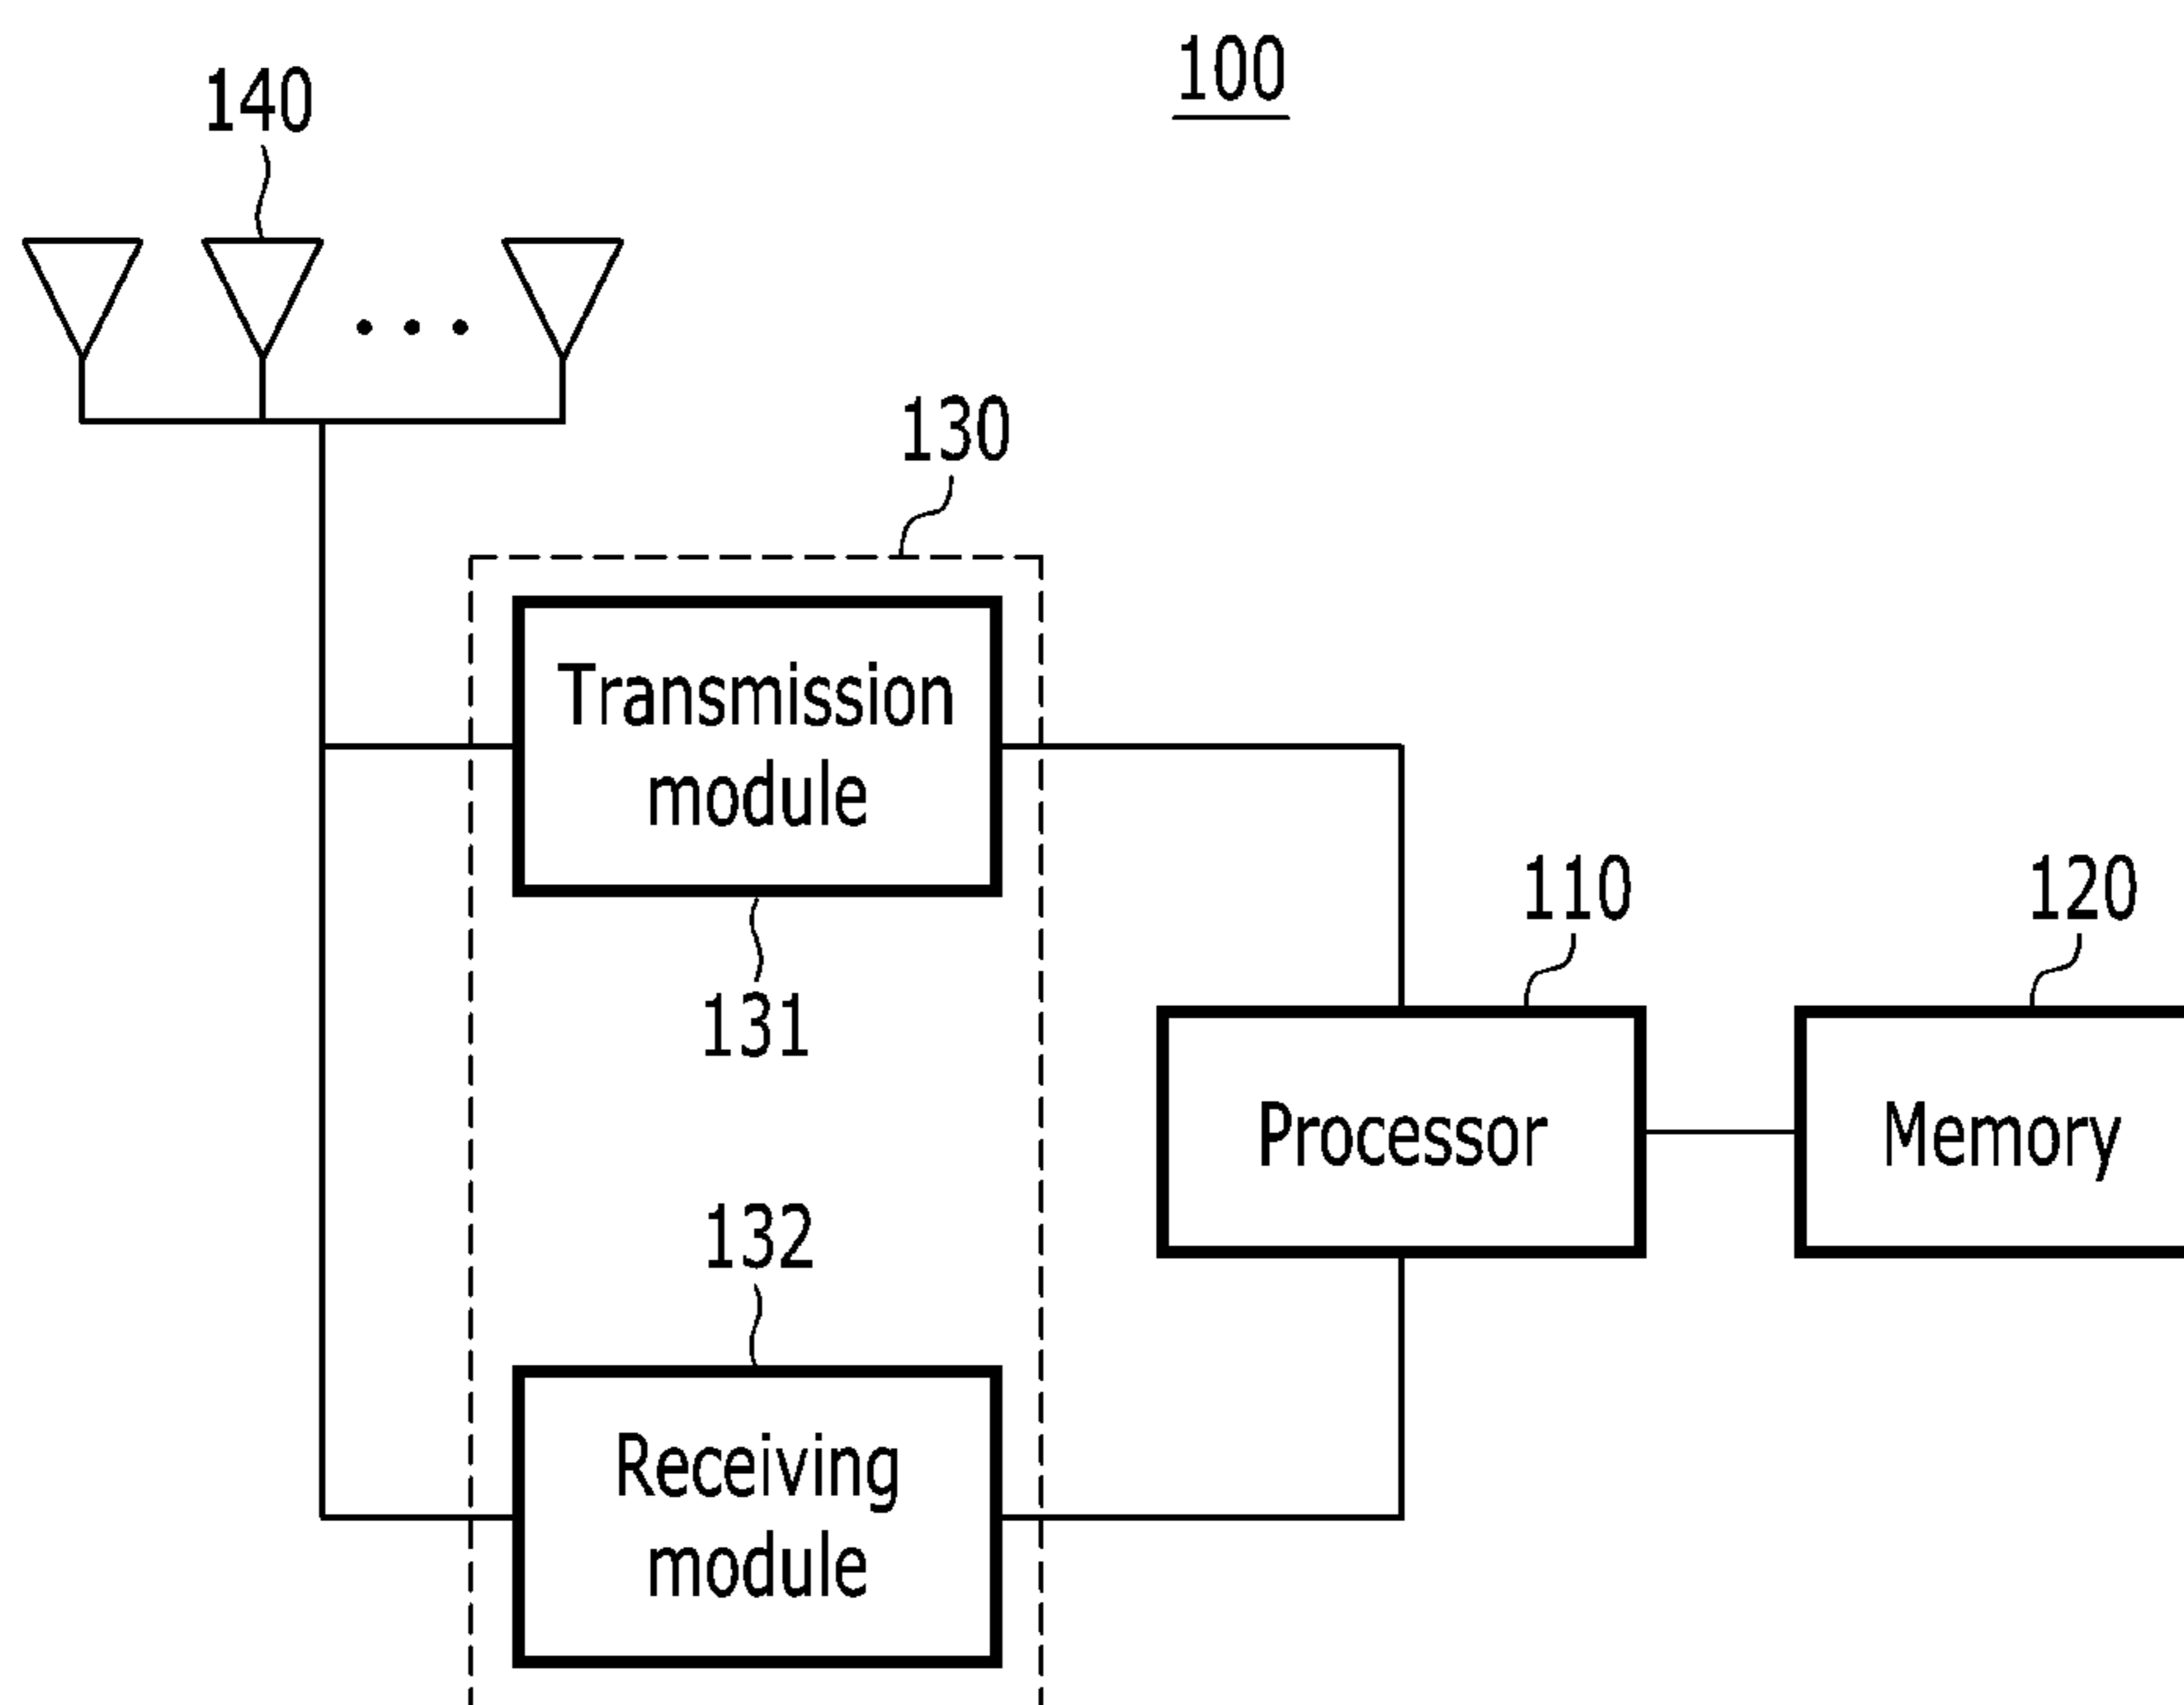 100
140
130
Transmission
module
131
110
120
Processor
Memory
132
Receiving
module